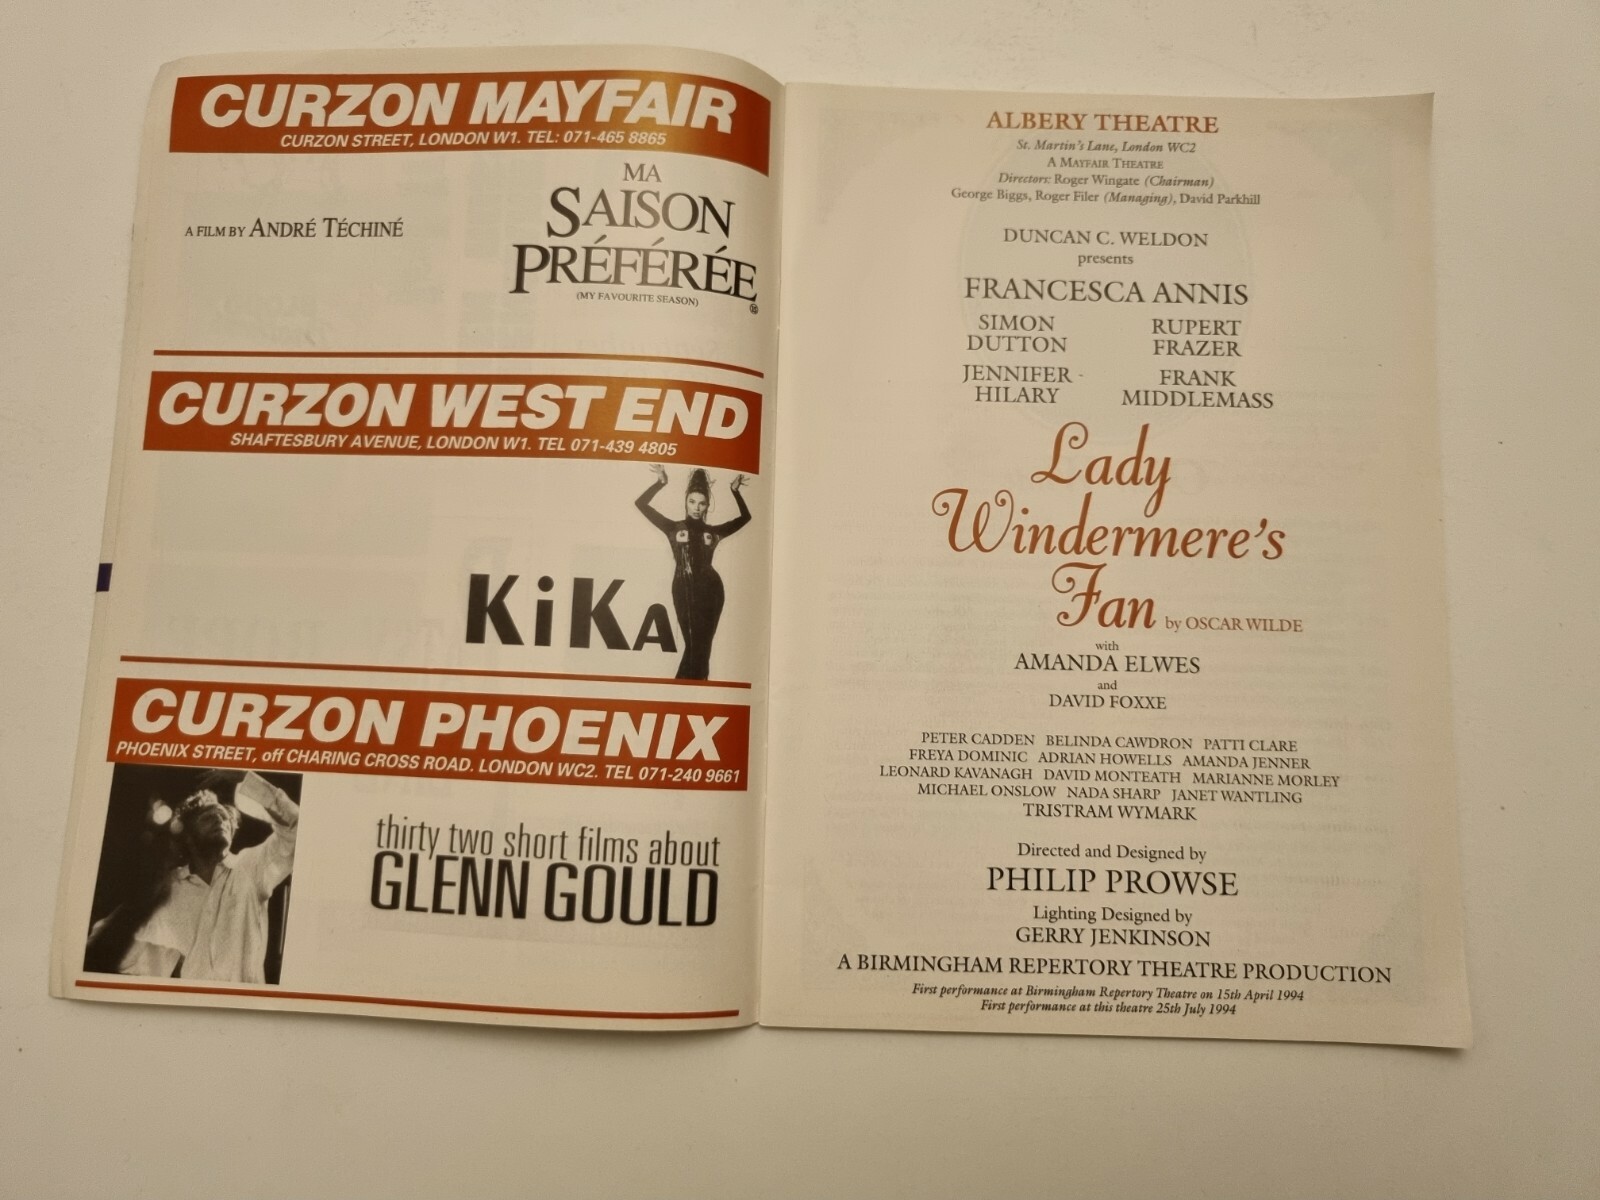 CURZON MAYFAIR
CURZON STREET, LONDON W1. TEL: 071-465 8865
A FILM BY ANDRÉ TÉCHINÉ
MA
SAISON
PRÉFÉRÉE
(MY FAVOURITE SEASON)
CURZON WEST END
SHAFTESBURY AVENUE, LONDON W1. TEL 071-439 4805
KiKA
CURZON PHOENIX
PHOENIX STREET, off CHARING CROSS ROAD. LONDON WC2. TEL 071-240 9661
thirty two short films about
GLENN GOULD
ALBERY THEATRE
St. Martin's Lane, London WC2
A MAYFAIR THEATRE
Directors: Roger Wingate (Chairman)
George Biggs, Roger Filer (Managing), David Parkhill
DUNCAN C. WELDON
presents
FRANCESCA ANNIS
SIMON
DUTTON
RUPERT
FRAZER
JENNIFER
HILARY
FRANK
MIDDLEMASS
Lady
Windermere's
Fan by OSCAR WILDE
with
AMANDA ELWES
and
DAVID FOXXE
PETER CADDEN BELINDA CAWDRON PATTI CLARE
FREYA DOMINIC ADRIAN HOWELLS AMANDA JENNER
LEONARD KAVANAGH DAVID MONTEATH MARIANNE MORLEY
MICHAEL ONSLOW NADA SHARP JANET WANTLING
TRISTRAM WYMARK
Directed and Designed by
PHILIP PROWSE
Lighting Designed by
GERRY JENKINSON
A BIRMINGHAM REPERTORY THEATRE PRODUCTION
First performance at Birmingham Repertory Theatre on 15th April 1994
First performance at this theatre 25th July 1994